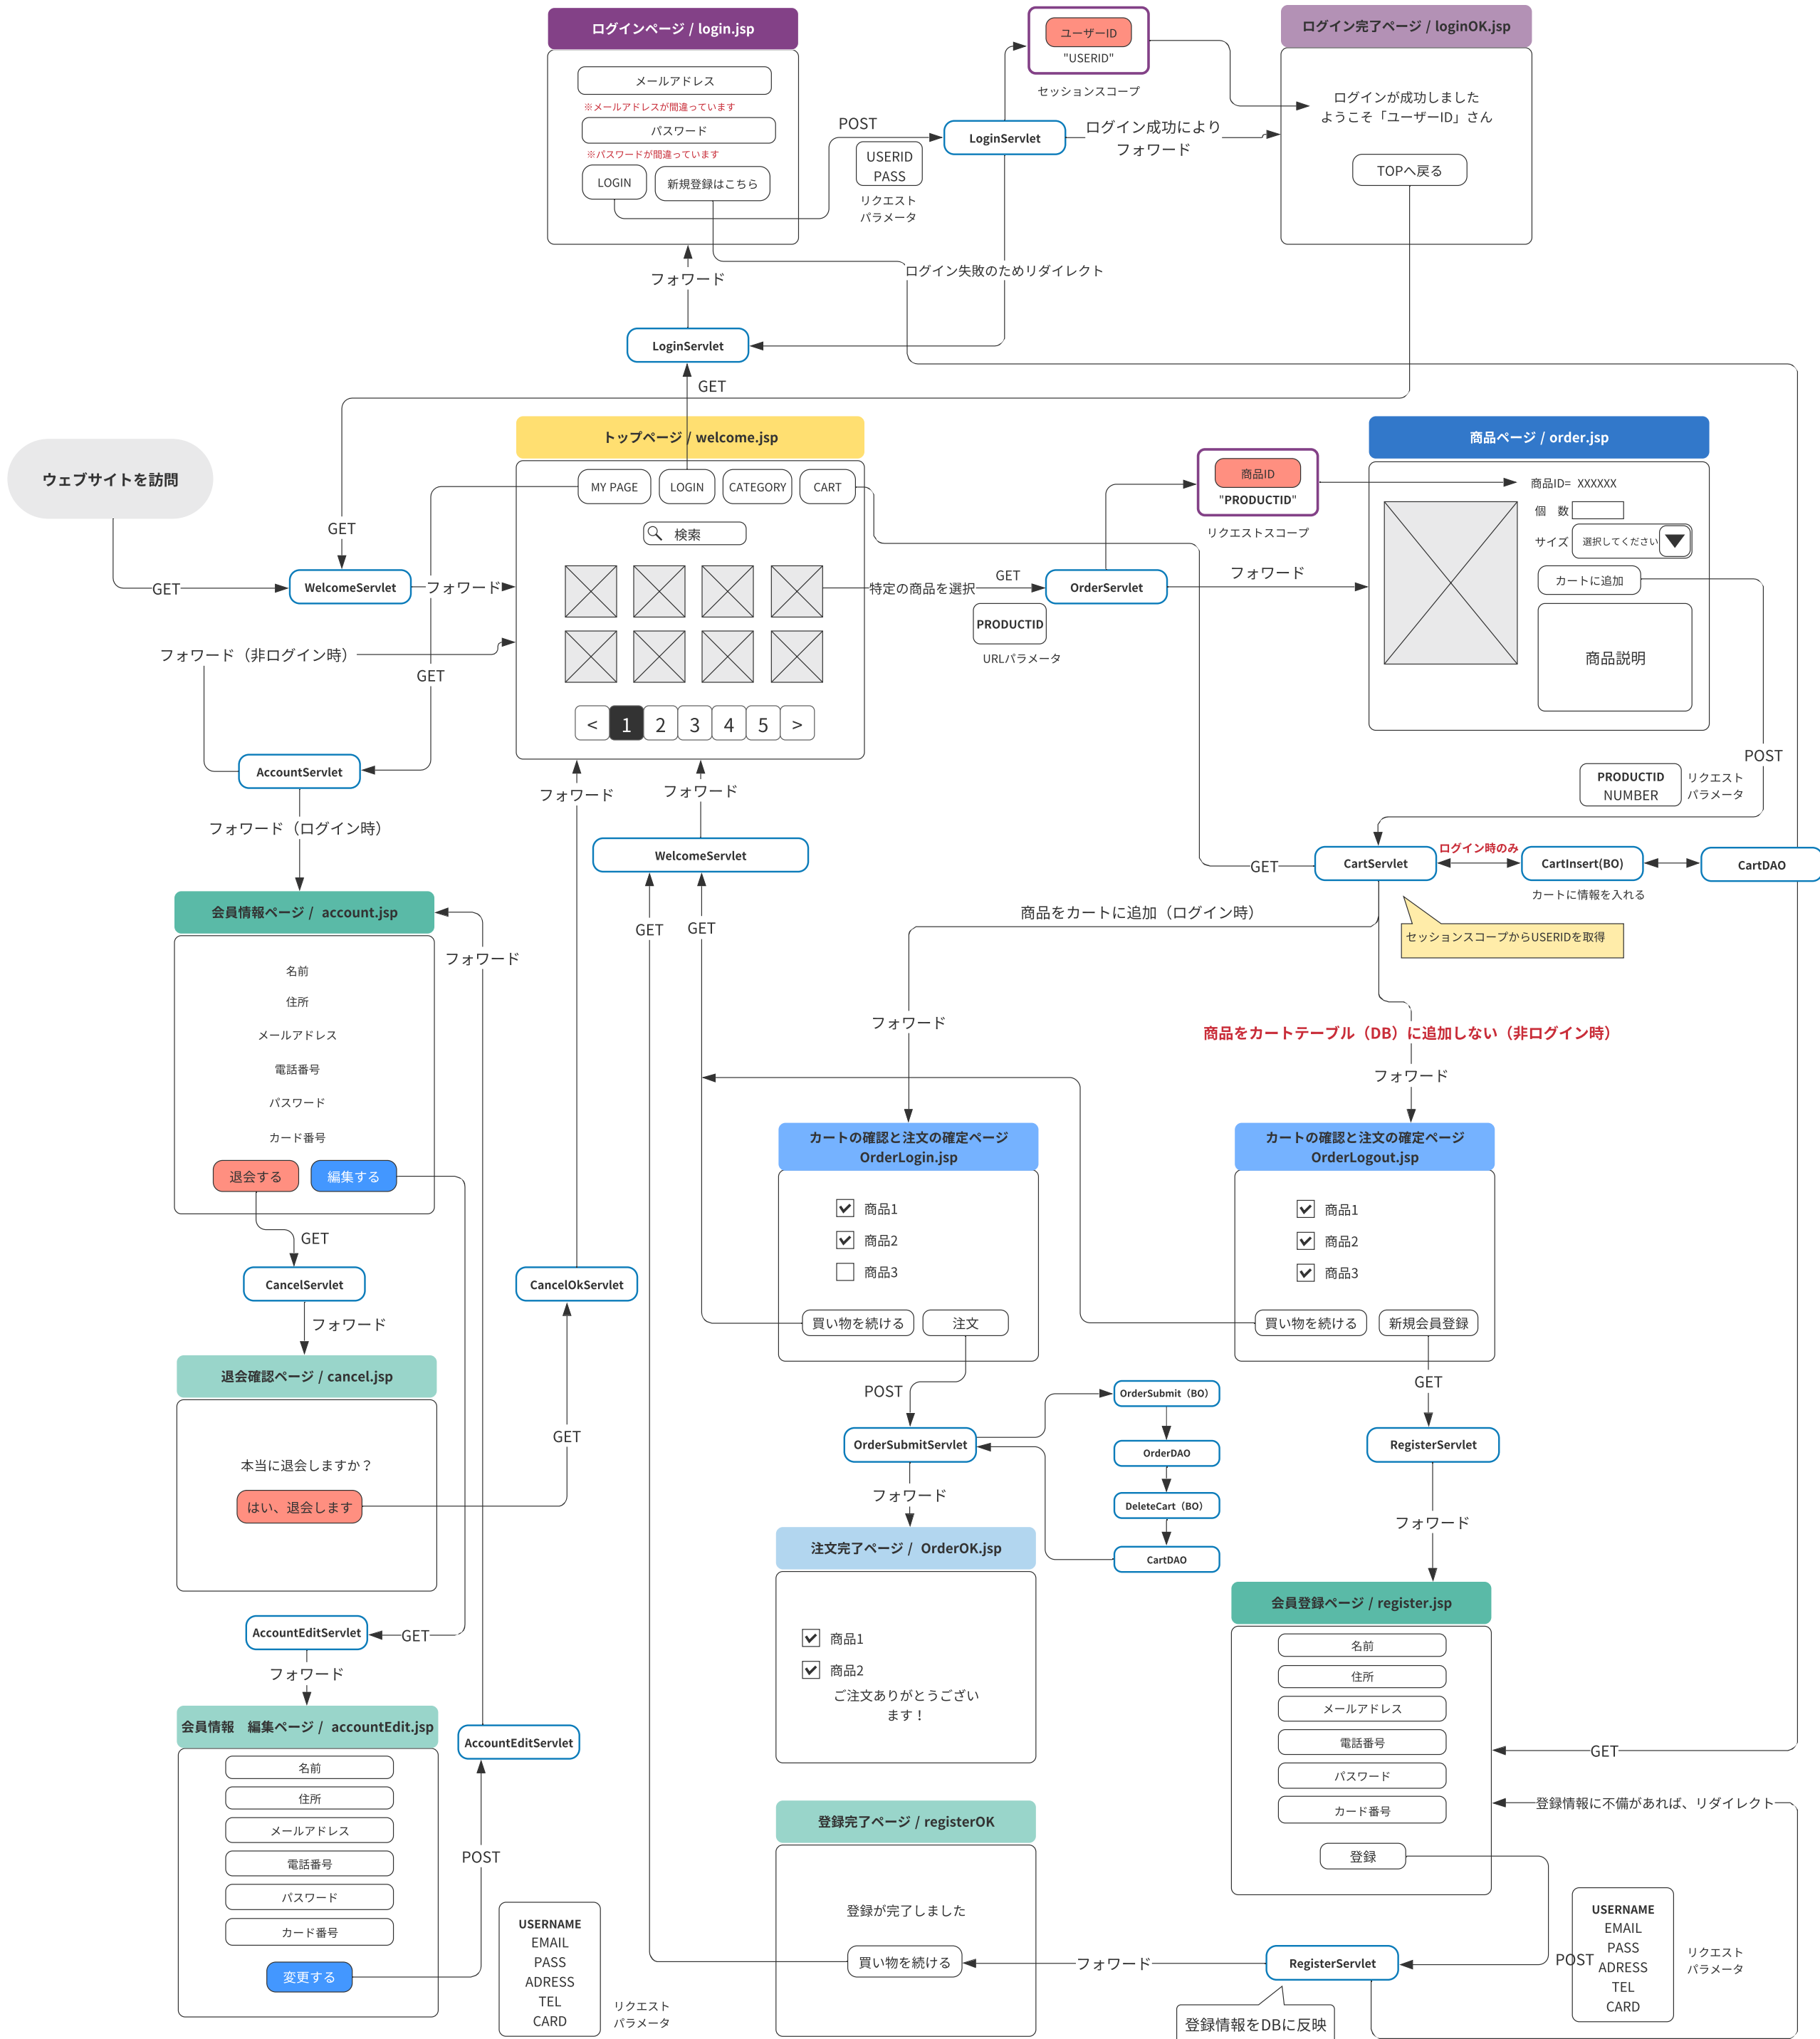 ログインページ / login.jsp
メールアドレス
※メールアドレスが間違っています
パスワード
※パスワードが間違っています
LOGIN
新規登録はこちら
POST
USERID
PASS
リクエスト
パラメータ
ユーザーID
"USERID"
セッションスコープ
LoginServlet
ログイン成功により
フォワード
ログイン完了ページ / loginOK.jsp
ログインが成功しました
ようこそ「ユーザーID」さん
TOPへ戻る
ログイン失敗のためリダイレクト
フォワード
LoginServlet
GET
ウェブサイトを訪問
GET
GET
WelcomeServlet
フォワード
トップページ / welcome.jsp
MY PAGE
LOGIN
CATEGORY
CART
検索
< 1 2 3 4 5 >
特定の商品を選択
GET
PRODUCTID
URLパラメータ
OrderServlet
商品ID
"PRODUCTID"
リクエストスコープ
フォワード
商品ページ / order.jsp
商品ID= XXXXXX
個 数
サイズ
選択してください
カートに追加
商品説明
フォワード（非ログイン時）
GET
AccountServlet
フォワード（ログイン時）
フォワード
フォワード
WelcomeServlet
GET
GET
POST
PRODUCTID
NUMBER
リクエスト
パラメータ
GET
CartServlet
ログイン時のみ
CartInsert(BO)
カートに情報を入れる
CartDAO
セッションスコープからUSERIDを取得
商品をカートに追加（ログイン時）
フォワード
商品をカートテーブル（DB）に追加しない（非ログイン時）
フォワード
会員情報ページ / account.jsp
名前
住所
メールアドレス
電話番号
パスワード
カード番号
退会する
編集する
フォワード
GET
CancelServlet
フォワード
CancelOkServlet
退会確認ページ / cancel.jsp
本当に退会しますか？
はい、退会します
GET
カートの確認と注文の確定ページ
OrderLogin.jsp
商品1
商品2
商品3
買い物を続ける
注文
カートの確認と注文の確定ページ
OrderLogout.jsp
商品1
商品2
商品3
買い物を続ける
新規会員登録
POST
OrderSubmitServlet
OrderSubmit（BO）
OrderDAO
DeleteCart（BO）
CartDAO
フォワード
GET
RegisterServlet
フォワード
注文完了ページ / OrderOK.jsp
商品1
商品2
ご注文ありがとうござい
ます！
AccountEditServlet
GET
フォワード
会員情報 編集ページ / accountEdit.jsp
名前
住所
メールアドレス
電話番号
パスワード
カード番号
変更する
AccountEditServlet
POST
USERNAME
EMAIL
PASS
ADRESS
TEL
CARD
リクエスト
パラメータ
会員登録ページ / register.jsp
名前
住所
メールアドレス
電話番号
パスワード
カード番号
登録
GET
登録情報に不備があれば、リダイレクト
登録完了ページ / registerOK
登録が完了しました
買い物を続ける
フォワード
RegisterServlet
登録情報をDBに反映
POST
USERNAME
EMAIL
PASS
ADRESS
TEL
CARD
リクエスト
パラメータ